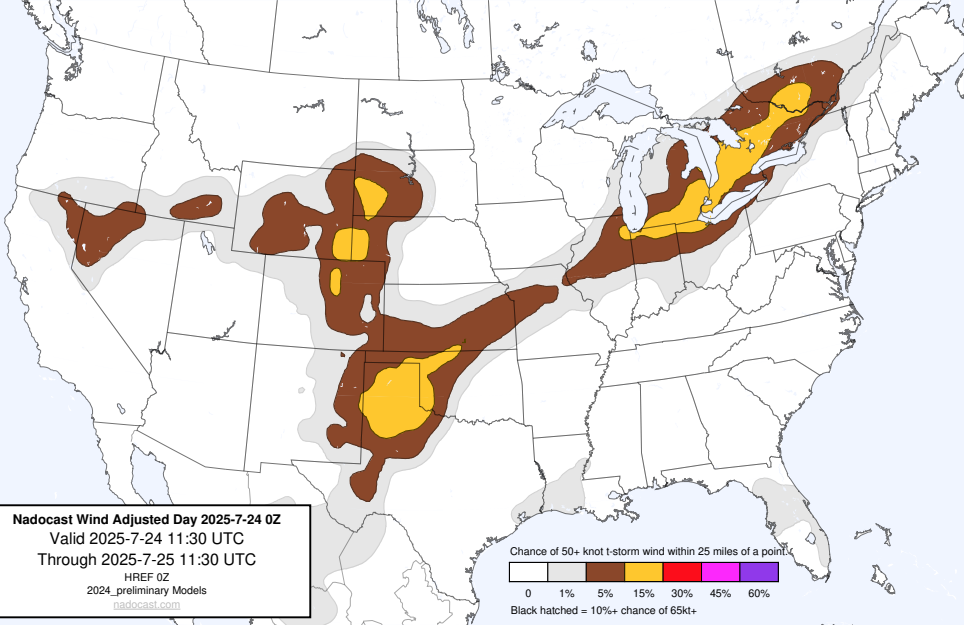 Nadocast Wind Adjusted Day 2025-7-24 0Z
Valid 2025-7-24 11:30 UTC
Through 2025-7-25 11:30 UTC
HREF 0Z
2024_preliminary Models
nadocast.com
Chance of 50+ knot t-storm wind within 25 miles of a point.
0 1% 5% 15% 30% 45% 60%
Black hatched = 10%+ chance of 65kt+